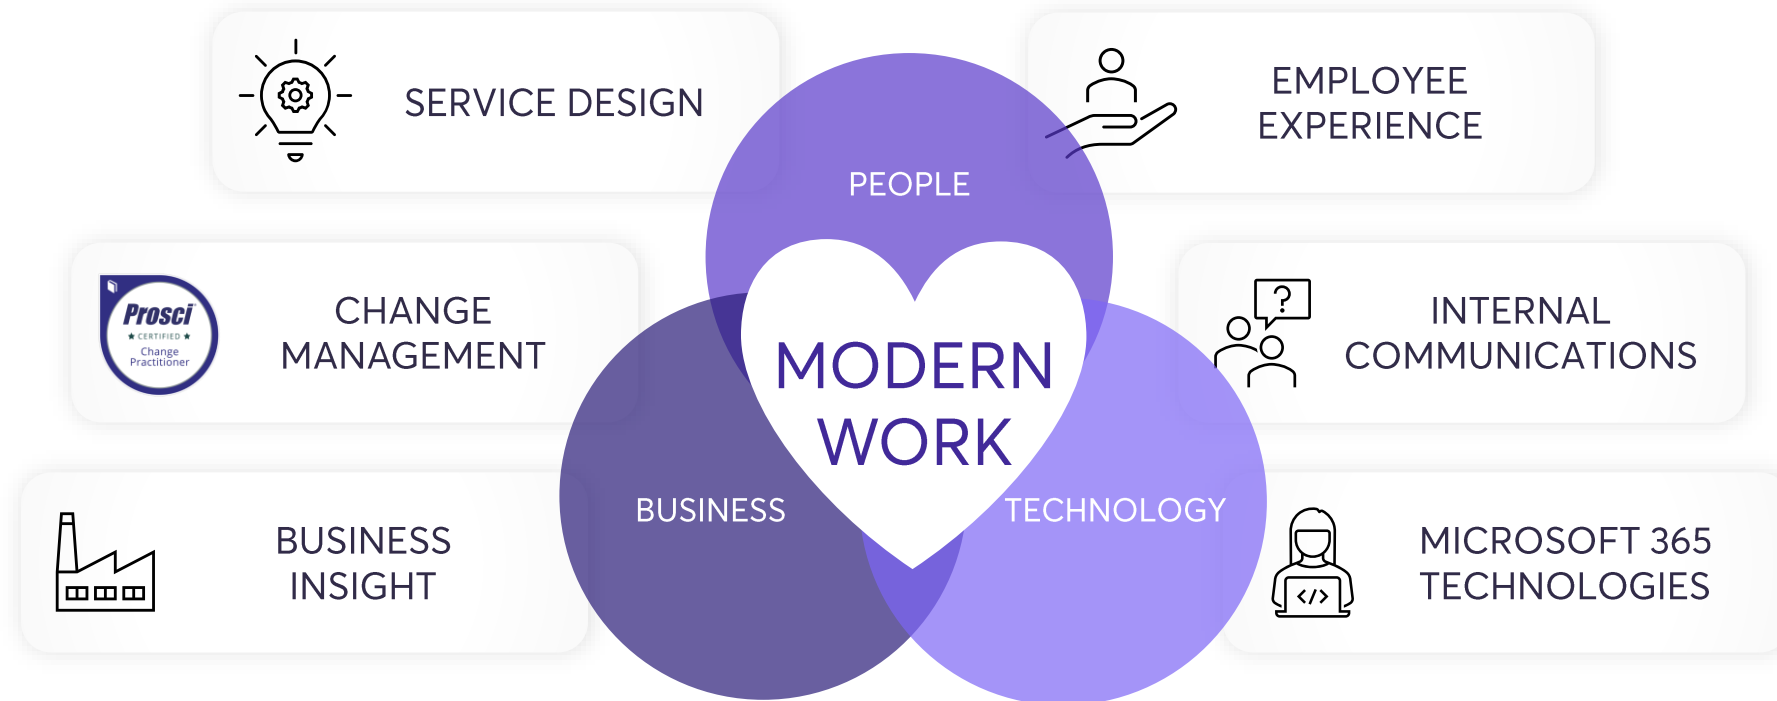 SERVICE DESIGN
EMPLOYEE
EXPERIENCE
PEOPLE
Prosci
★ CERTIFIED ★
Change
Practitioner
CHANGE
MANAGEMENT
?
INTERNAL
COMMUNICATIONS
MODERN
WORK
BUSINESS
TECHNOLOGY
BUSINESS
INSIGHT
</>
MICROSOFT 365
TECHNOLOGIES